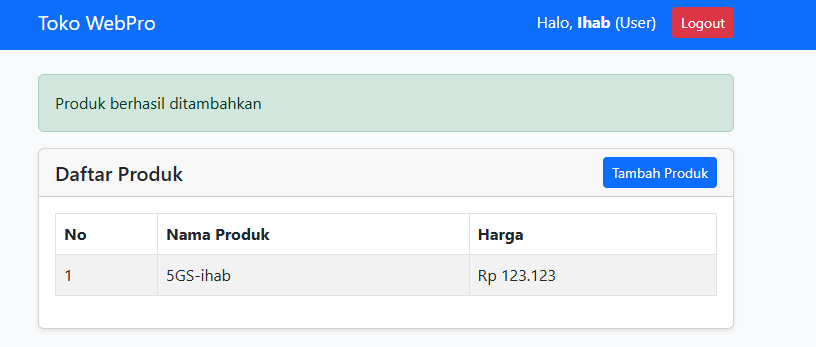 Toko WebPro
Halo, Ihab (User) Logout
Produk berhasil ditambahkan
Daftar Produk Tambah Produk
No Nama Produk Harga
1 5GS-ihab Rp 123.123